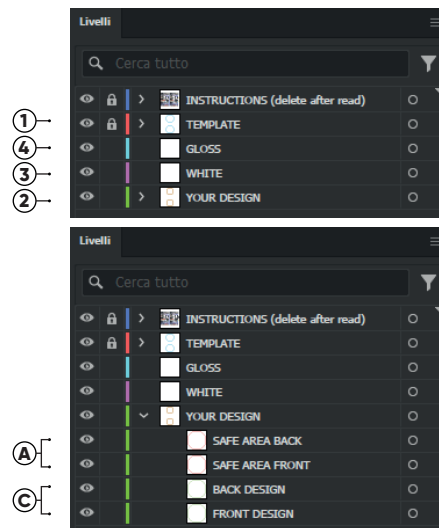 Livelli
Cerca tutto
INSTRUCTIONS (delete after read)
1 TEMPLATE
4 GLOSS
3 WHITE
2 YOUR DESIGN
Livelli
Cerca tutto
INSTRUCTIONS (delete after read)
TEMPLATE
GLOSS
WHITE
YOUR DESIGN
A
SAFE AREA BACK
SAFE AREA FRONT
C
BACK DESIGN
FRONT DESIGN